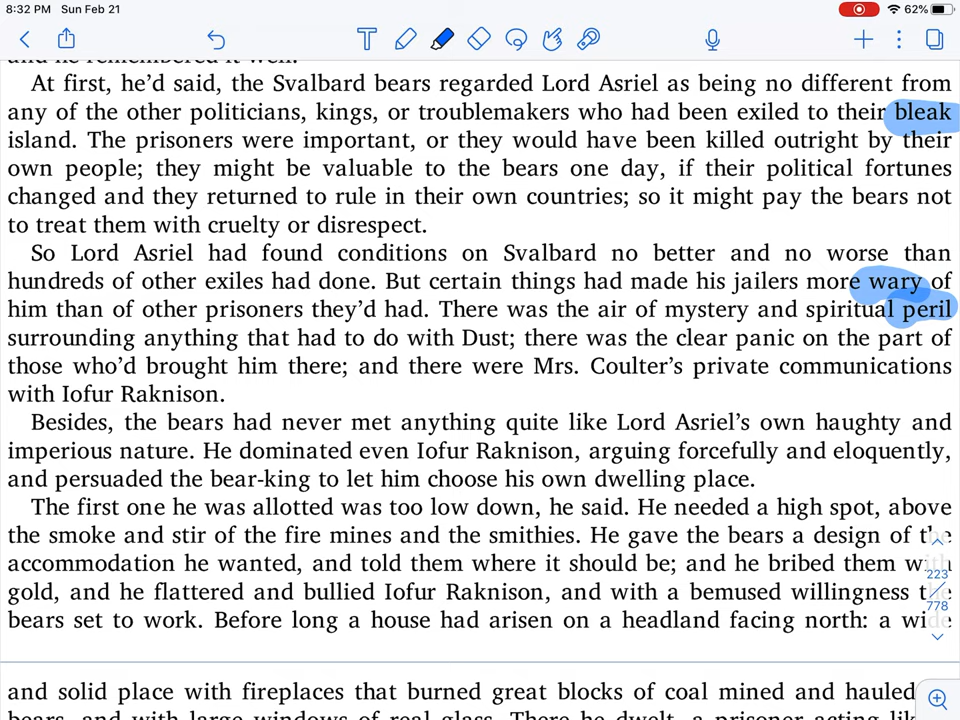 8:32 PM Sun Feb 21 62%
At first, he’d said, the Svalbard bears regarded Lord Asriel as being no different from
any of the other politicians, kings, or troublemakers who had been exiled to their bleak
island. The prisoners were important, or they would have been killed outright by their
own people; they might be valuable to the bears one day, if their political fortunes
changed and they returned to rule in their own countries; so it might pay the bears not
to treat them with cruelty or disrespect.
So Lord Asriel had found conditions on Svalbard no better and no worse than
hundreds of other exiles had done. But certain things had made his jailers more wary of
him than of other prisoners they’d had. There was the air of mystery and spiritual peril
surrounding anything that had to do with Dust; there was the clear panic on the part of
those who’d brought him there; and there were Mrs. Coulter’s private communications
with Iofur Raknison.
Besides, the bears had never met anything quite like Lord Asriel’s own haughty and
imperious nature. He dominated even Iofur Raknison, arguing forcefully and eloquently,
and persuaded the bear-king to let him choose his own dwelling place.
The first one he was allotted was too low down, he said. He needed a high spot, above
the smoke and stir of the fire mines and the smithies. He gave the bears a design of the
accommodation he wanted, and told them where it should be; and he bribed them with
gold, and he flattered and bullied Iofur Raknison, and with a bemused willingness the
bears set to work. Before long a house had arisen on a headland facing north: a wide
223
778
and solid place with fireplaces that burned great blocks of coal mined and hauled